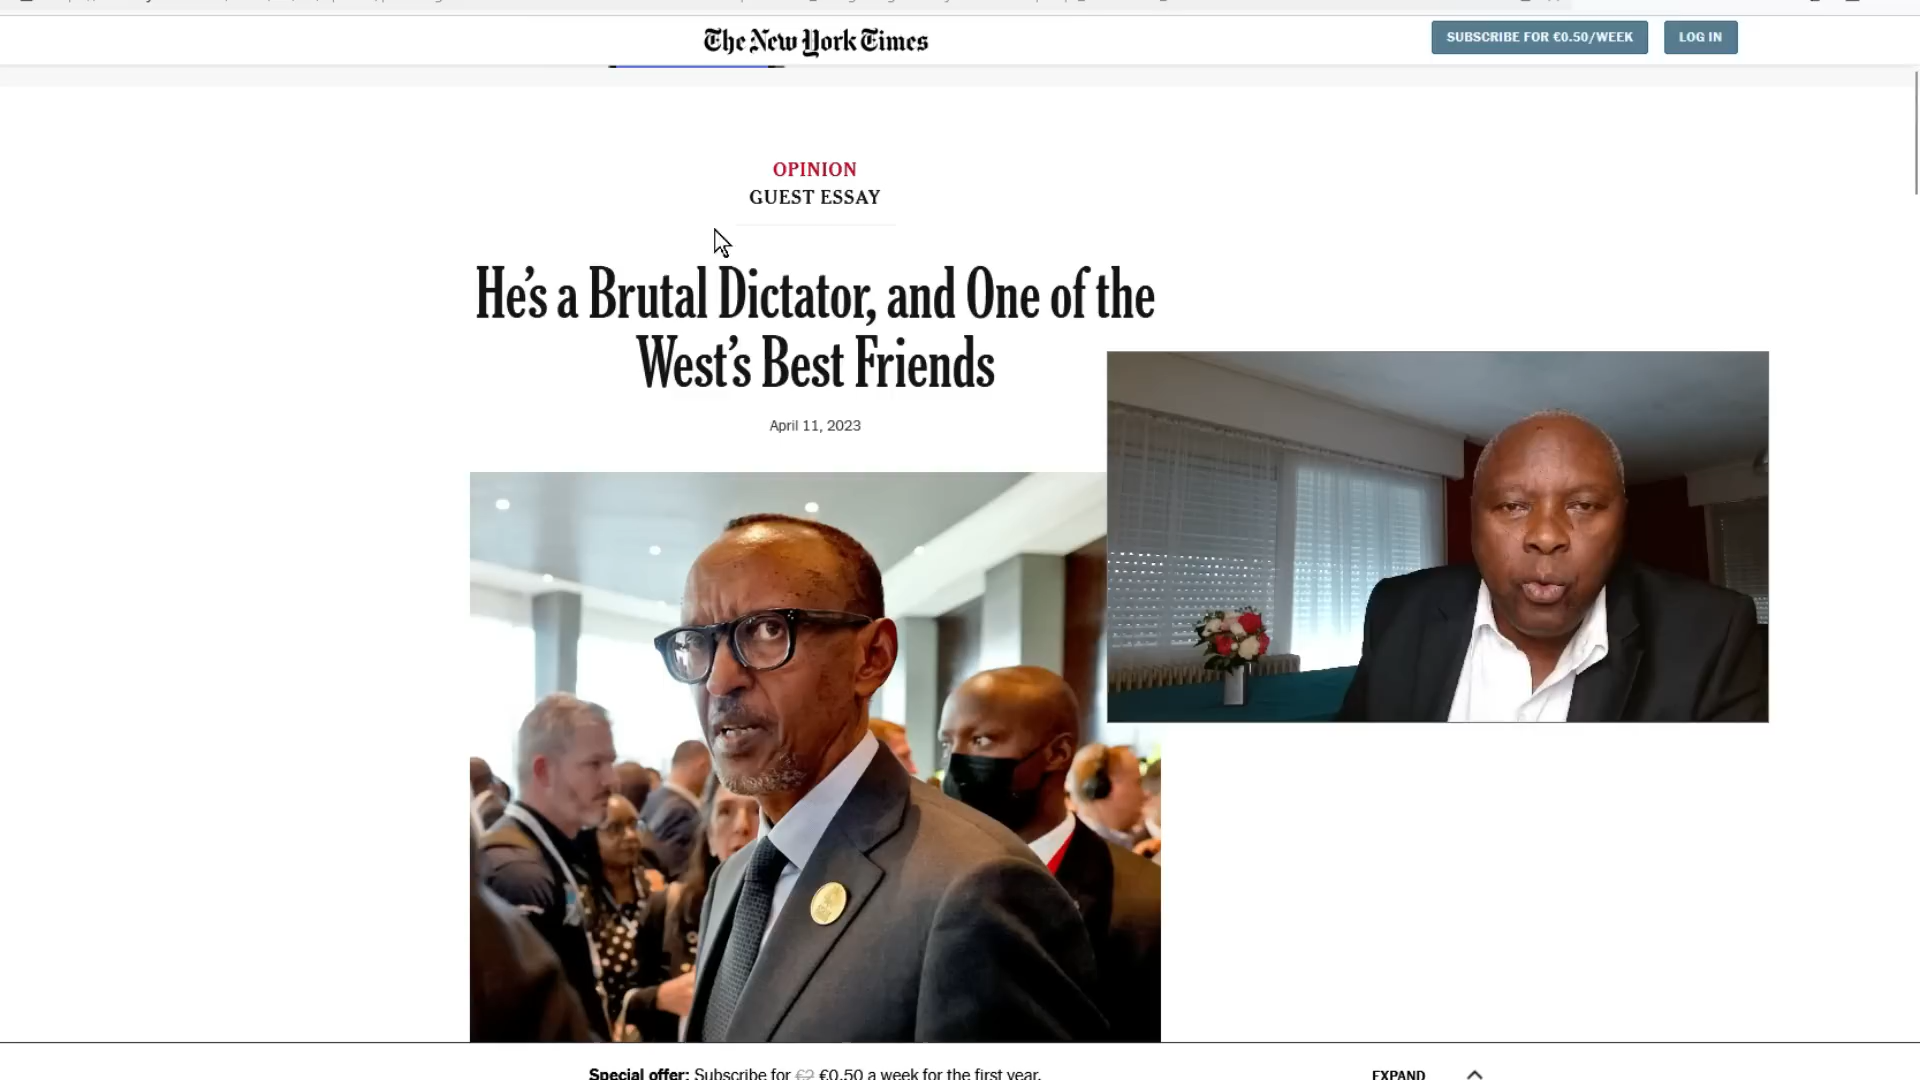 The New York Times
SUBSCRIBE FOR €0.50/WEEK
LOG IN
OPINION
GUEST ESSAY
He's a Brutal Dictator, and One of the
West's Best Friends
April 11, 2023
Special offer: Subscribe for €2 €0.50 a week for the first year.
EXPAND